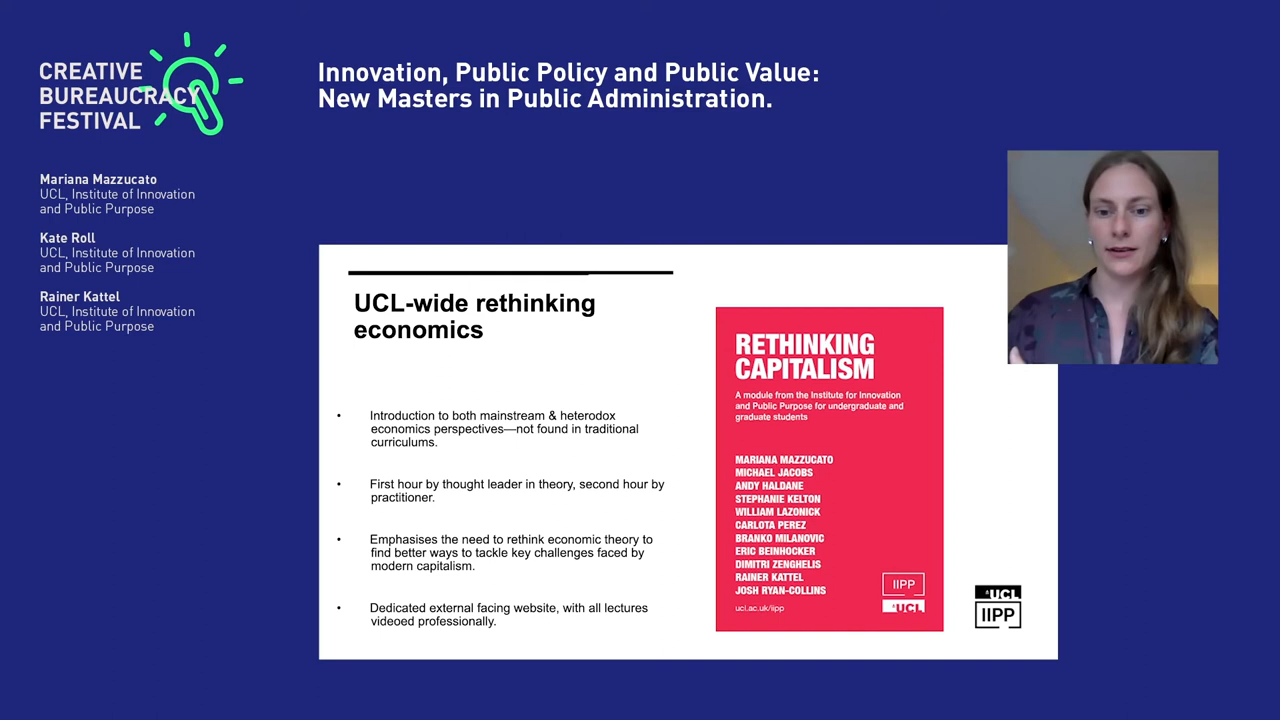 CREATIVE
BUREAUCRACY
FESTIVAL
Innovation, Public Policy and Public Value:
New Masters in Public Administration.
Mariana Mazzucato
UCL, Institute of Innovation
and Public Purpose
Kate Roll
UCL, Institute of Innovation
and Public Purpose
Rainer Kattel
UCL, Institute of Innovation
and Public Purpose
UCL-wide rethinking
economics
• Introduction to both mainstream & heterodox
economics perspectives—not found in traditional
curriculums.
• First hour by thought leader in theory, second hour by
practitioner.
• Emphasises the need to rethink economic theory to
find better ways to tackle key challenges faced by
modern capitalism.
• Dedicated external facing website, with all lectures
videoed professionally.
RETHINKING
CAPITALISM
A module from the Institute for Innovation
and Public Purpose for undergraduate and
graduate students
MARIANA MAZZUCATO
MICHAEL JACOBS
ANDY HALDANE
STEPHANIE KELTON
WILLIAM LAZONICK
CARLOTA PEREZ
BRANKO MILANOVIC
ERIC BEINHOCKER
DIMITRI ZENGHELIS
RAINER KATTEL
JOSH RYAN-COLLINS
ucl.ac.uk/iipp
IIPP
UCL
UCL
IIPP